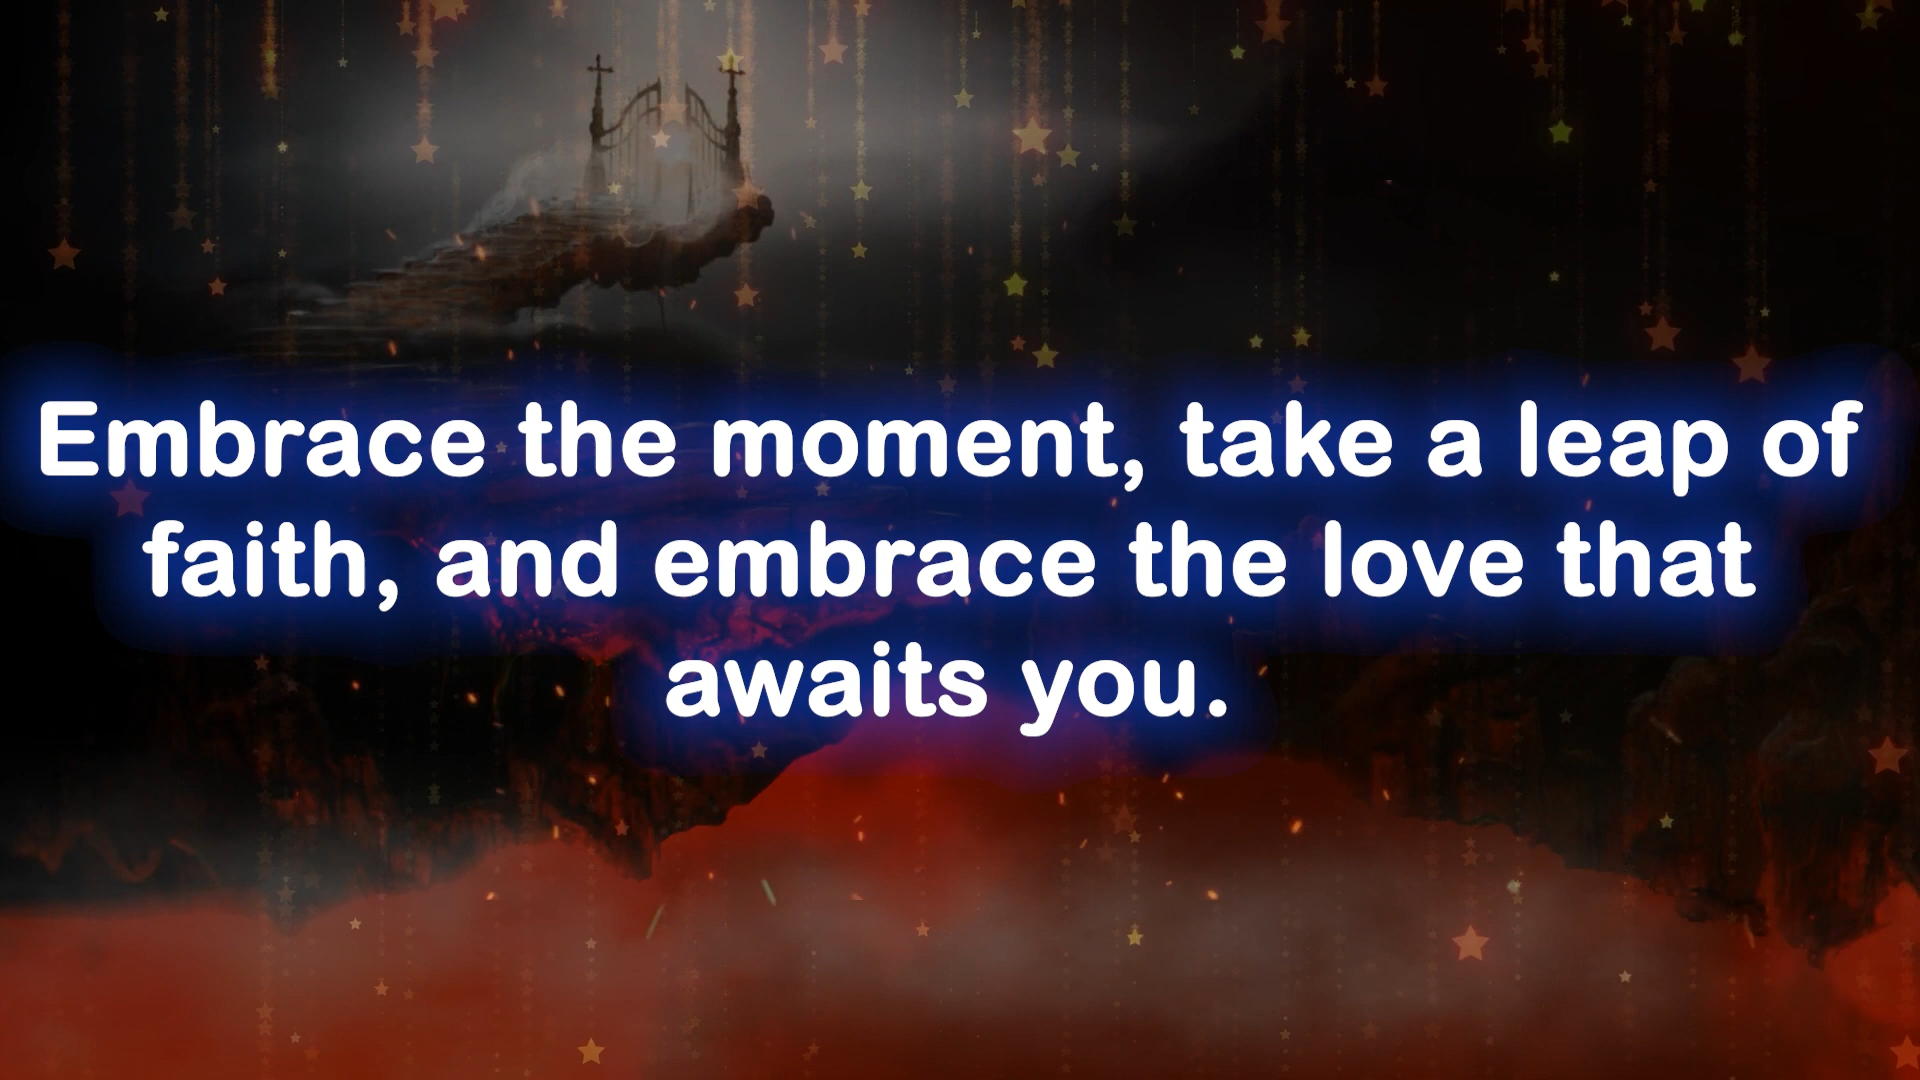 Embrace the moment, take a leap of
faith, and embrace the love that
awaits you.